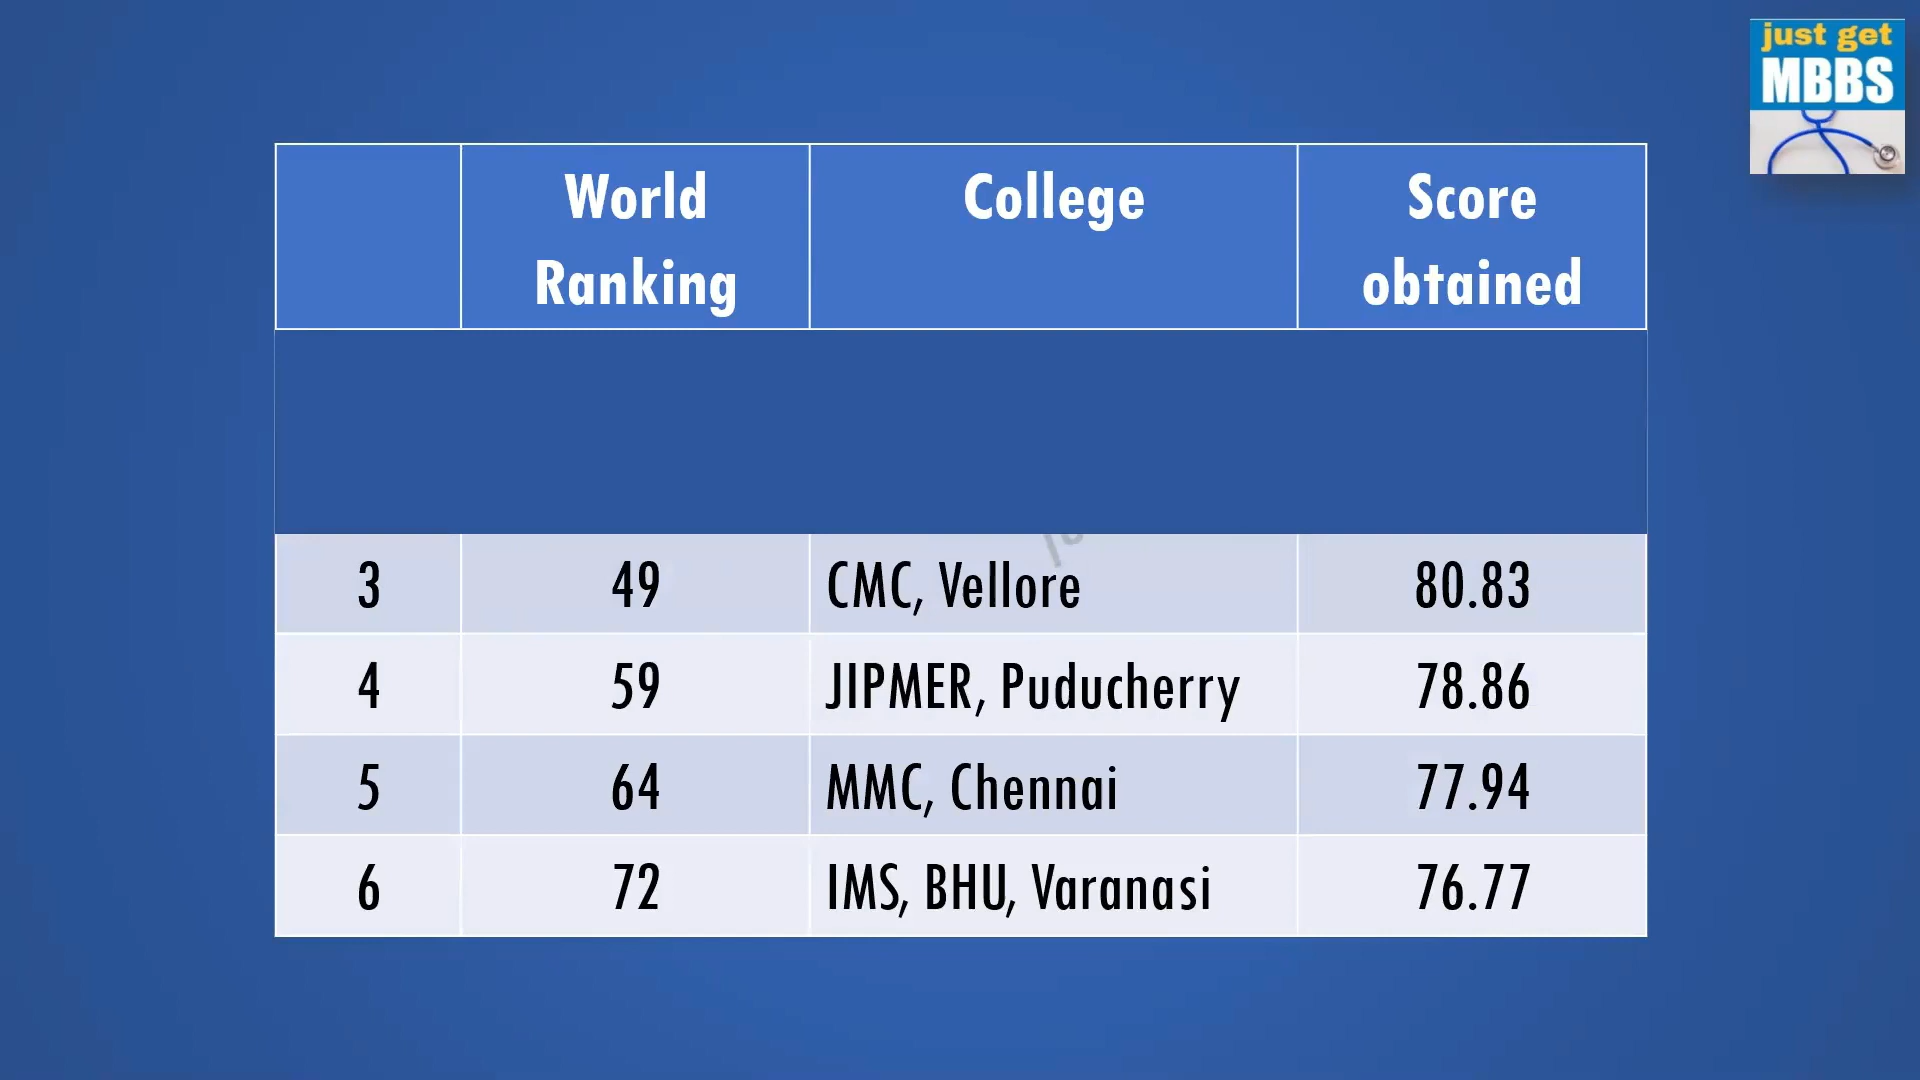 just get
MBBS
World Ranking College Score obtained
3 49 CMC, Vellore 80.83
4 59 JIPMER, Puducherry 78.86
5 64 MMC, Chennai 77.94
6 72 IMS, BHU, Varanasi 76.77